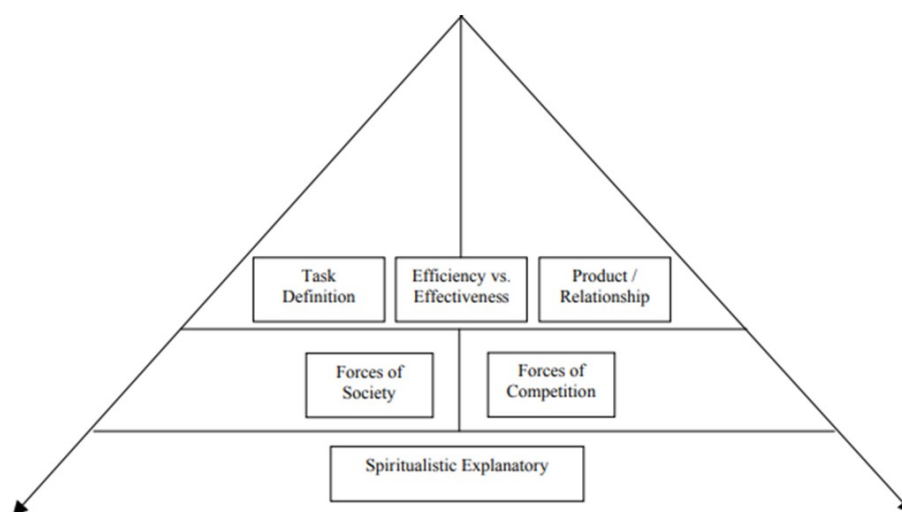 Task
Definition
Efficiency vs.
Effectiveness
Product /
Relationship
Forces of
Society
Forces of
Competition
Spiritualistic Explanatory